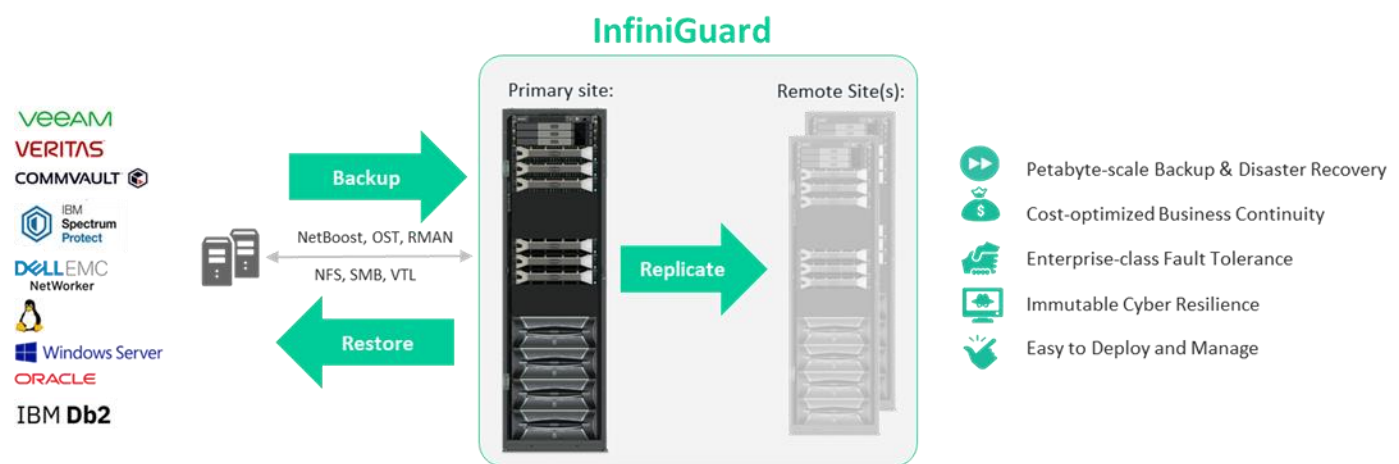 InfiniGuard
VEEAM
VERITAS
COMMVAULT
IBM
Spectrum
Protect
DELLEMC
NetWorker
Windows Server
ORACLE
IBM Db2
Backup
NetBoost, OST, RMAN
NFS, SMB, VTL
Restore
Primary site:
Replicate
Remote Site(s):
Petabyte-scale Backup & Disaster Recovery
$
Cost-optimized Business Continuity
Enterprise-class Fault Tolerance
Immutable Cyber Resilience
Easy to Deploy and Manage